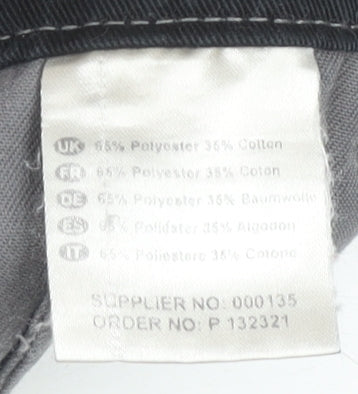 UK 65% Polyester 35% Cotton
FR 65% Polyester 35% Coton
DE 65% Polyester 35% Baumwolle
ES 65% Poliéster 35% Algodon
IT 65% Poliestere 35% Cotone
SUPPLIER NO: 000135
ORDER NO: P 132321